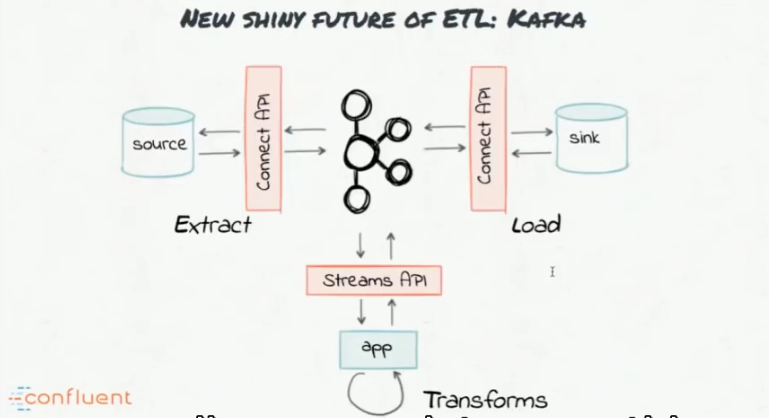 NEW SHINY FUTURE OF ETL: KAFKA
source
Connect API
Connect API
sink
Extract
Load
Streams API
app
Transforms
confluent